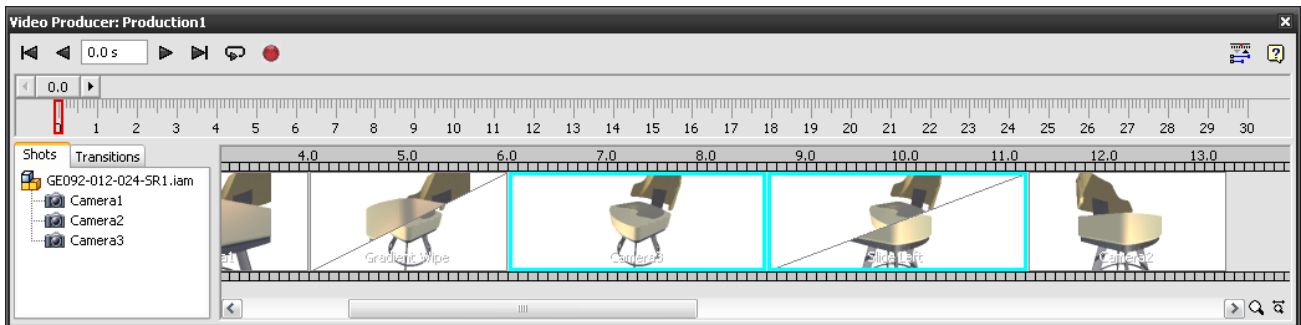 Video Producer: Production1
0.0 s
0.0
0 1 2 3 4 5 6 7 8 9 10 11 12 13 14 15 16 17 18 19 20 21 22 23 24 25 26 27 28 29 30
Shots Transitions
4.0 5.0 6.0 7.0 8.0 9.0 10.0 11.0 12.0 13.0
GE092-012-024-SR1.iam
Camera1
Camera2
Camera3
a1 Gradient Wipe Camera3 Slide Left Camera2